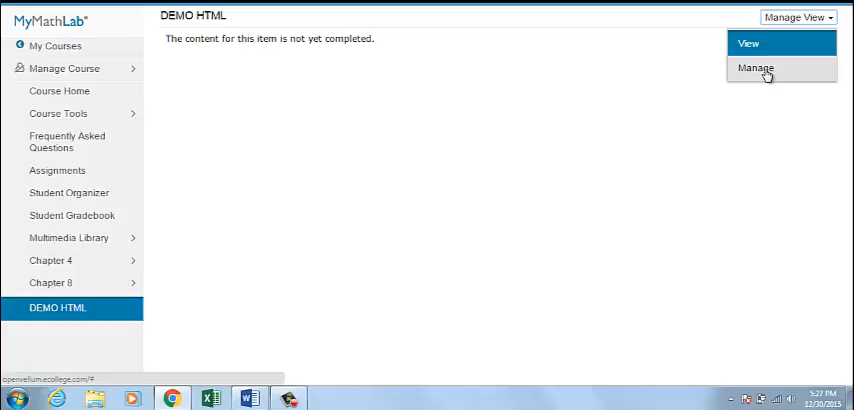 MyMathLab®
DEMO HTML
Manage View
The content for this item is not yet completed.
View
Manage
My Courses
Manage Course
Course Home
Course Tools
Frequently Asked
Questions
Assignments
Student Organizer
Student Gradebook
Multimedia Library
Chapter 4
Chapter 8
DEMO HTML
openvellum.ecollege.com/#
5:27 PM
12/30/2015